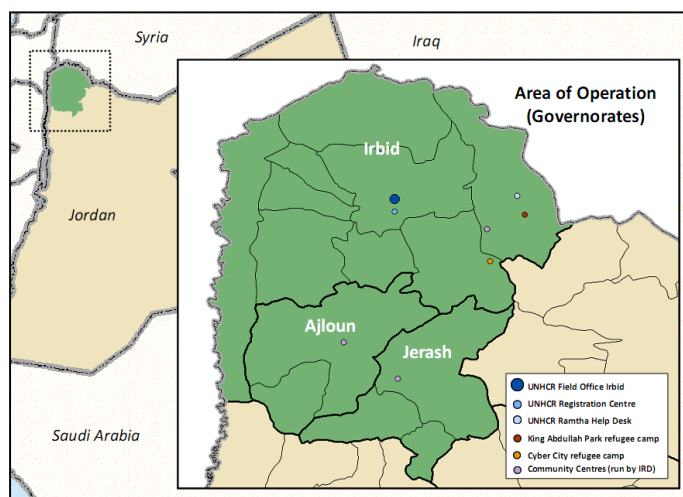 Syria
Iraq
Jordan
Saudi Arabia
Area of Operation
(Governorates)
Irbid
Ajloun
Jerash
UNHCR Field Office Irbid
UNHCR Registration Centre
UNHCR Ramtha Help Desk
King Abdullah Park refugee camp
Cyber City refugee camp
Community Centres (run by IRD)